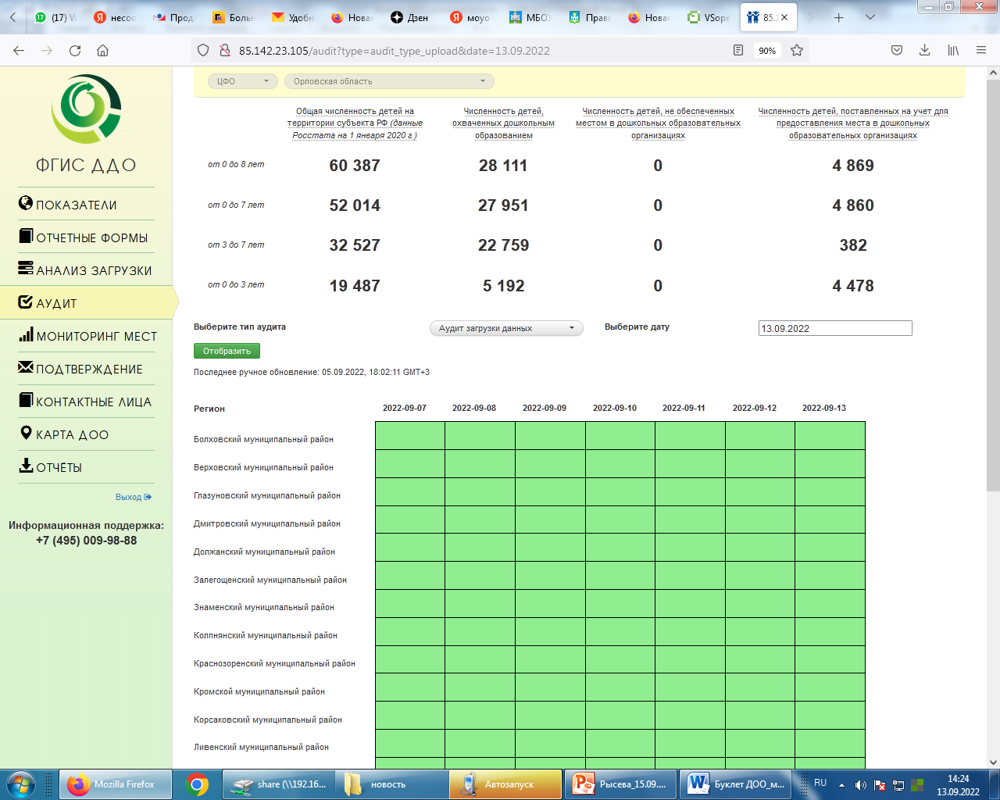 (17) W
несоо
Прода
Больн
Удобн
Новая
Дзен
моуо
МБОУ
Прави
Новая
VSope
85.1
85.142.23.105/audit?type=audit_type_upload&date=13.09.2022
90%
ЦФО
Орловская область
Общая численность детей на территории субъекта РФ (данные Росстата на 1 января 2020 г.)
Численность детей, охваченных дошкольным образованием
Численность детей, не обеспеченных местом в дошкольных образовательных организациях
Численность детей, поставленных на учет для предоставления места в дошкольных образовательных организациях
от 0 до 8 лет 60 387 28 111 0 4 869
от 0 до 7 лет 52 014 27 951 0 4 860
от 3 до 7 лет 32 527 22 759 0 382
от 0 до 3 лет 19 487 5 192 0 4 478
ФГИС ДДО
ПОКАЗАТЕЛИ
ОТЧЕТНЫЕ ФОРМЫ
АНАЛИЗ ЗАГРУЗКИ
АУДИТ
МОНИТОРИНГ МЕСТ
ПОДТВЕРЖДЕНИЕ
КОНТАКТНЫЕ ЛИЦА
КАРТА ДОО
ОТЧЁТЫ
Выход
Информационная поддержка:
+7 (495) 009-98-88
Выберите тип аудита
Аудит загрузки данных
Выберите дату
13.09.2022
Отобразить
Последнее ручное обновление: 05.09.2022, 18:02:11 GMT+3
Регион 2022-09-07 2022-09-08 2022-09-09 2022-09-10 2022-09-11 2022-09-12 2022-09-13
Болховский муниципальный район
Верховский муниципальный район
Глазуновский муниципальный район
Дмитровский муниципальный район
Должанский муниципальный район
Залегощенский муниципальный район
Знаменский муниципальный район
Колпнянский муниципальный район
Краснозоренский муниципальный район
Кромской муниципальный район
Корсаковский муниципальный район
Ливенский муниципальный район
Mozilla Firefox
share (\\192.16...
новость
Автозапуск
Рысева_15.09....
Буклет ДОО_м...
RU
14:24
13.09.2022